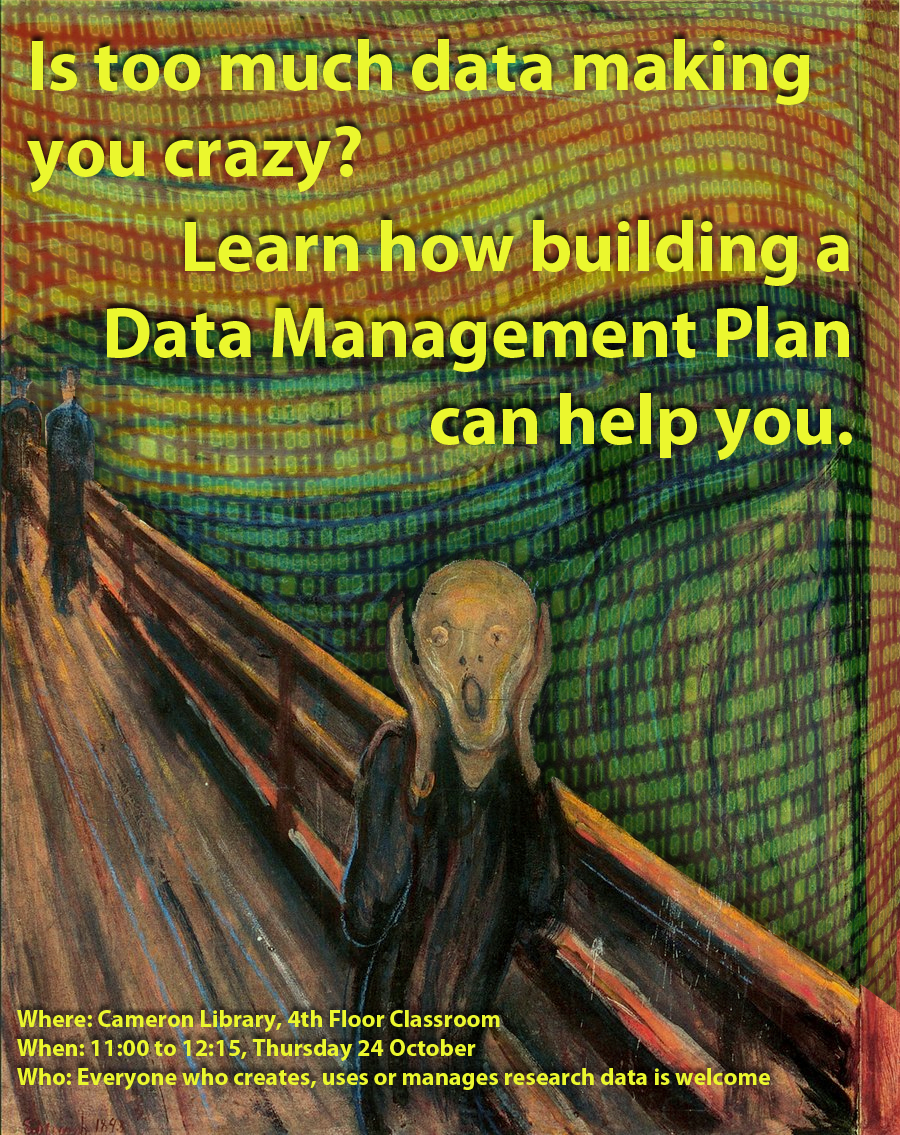 Is too much data making
you crazy?
Learn how building a
Data Management Plan
can help you.
Where: Cameron Library, 4th Floor Classroom
When: 11:00 to 12:15, Thursday 24 October
Who: Everyone who creates, uses or manages research data is welcome